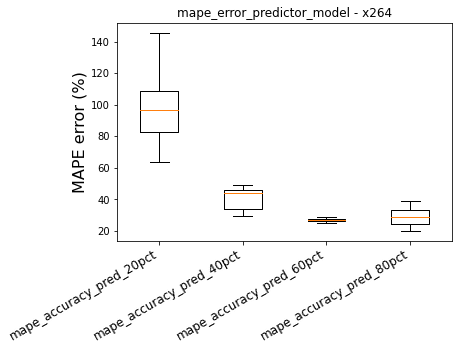 mape_error_predictor_model - x264
MAPE error (%)
140
120
100
80
60
40
20
mape_accuracy_pred_20pct
mape_accuracy_pred_40pct
mape_accuracy_pred_60pct
mape_accuracy_pred_80pct